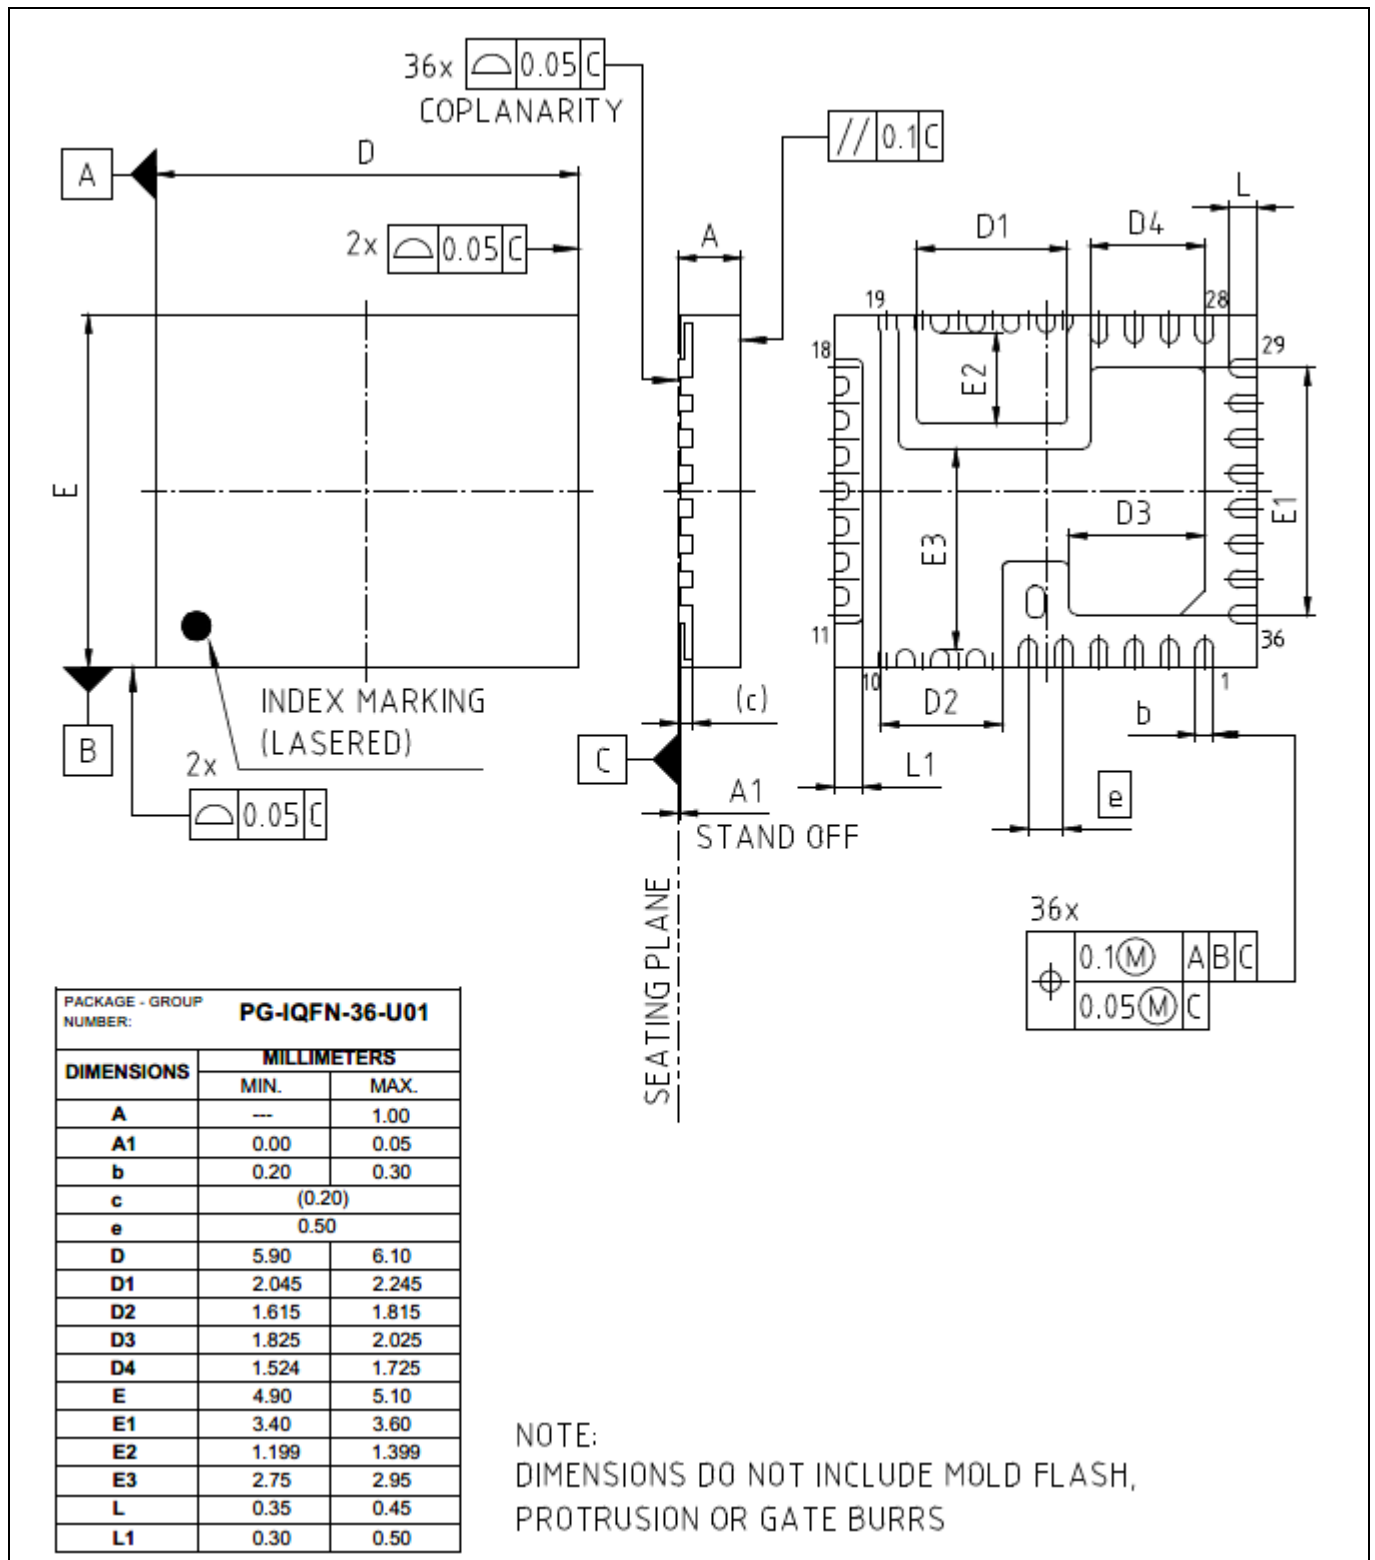 36x ⌓ 0.05 C
COPLANARITY
// 0.1 C
A
D
2x ⌓ 0.05 C
A
D1
D4
L
19
28
18
29
E2
E
E3
D3
E1
11
36
10
1
INDEX MARKING
(LASERED)
B
2x
⌓ 0.05 C
(c)
C
A1
STAND OFF
D2
L1
b
e
SEATING PLANE
36x
⌖ 0.1 Ⓜ A B C
0.05 Ⓜ C
PACKAGE - GROUP
NUMBER: PG-IQFN-36-U01
DIMENSIONS MILLIMETERS
MIN. MAX.
A --- 1.00
A1 0.00 0.05
b 0.20 0.30
c (0.20)
e 0.50
D 5.90 6.10
D1 2.045 2.245
D2 1.615 1.815
D3 1.825 2.025
D4 1.524 1.725
E 4.90 5.10
E1 3.40 3.60
E2 1.199 1.399
E3 2.75 2.95
L 0.35 0.45
L1 0.30 0.50
NOTE:
DIMENSIONS DO NOT INCLUDE MOLD FLASH,
PROTRUSION OR GATE BURRS